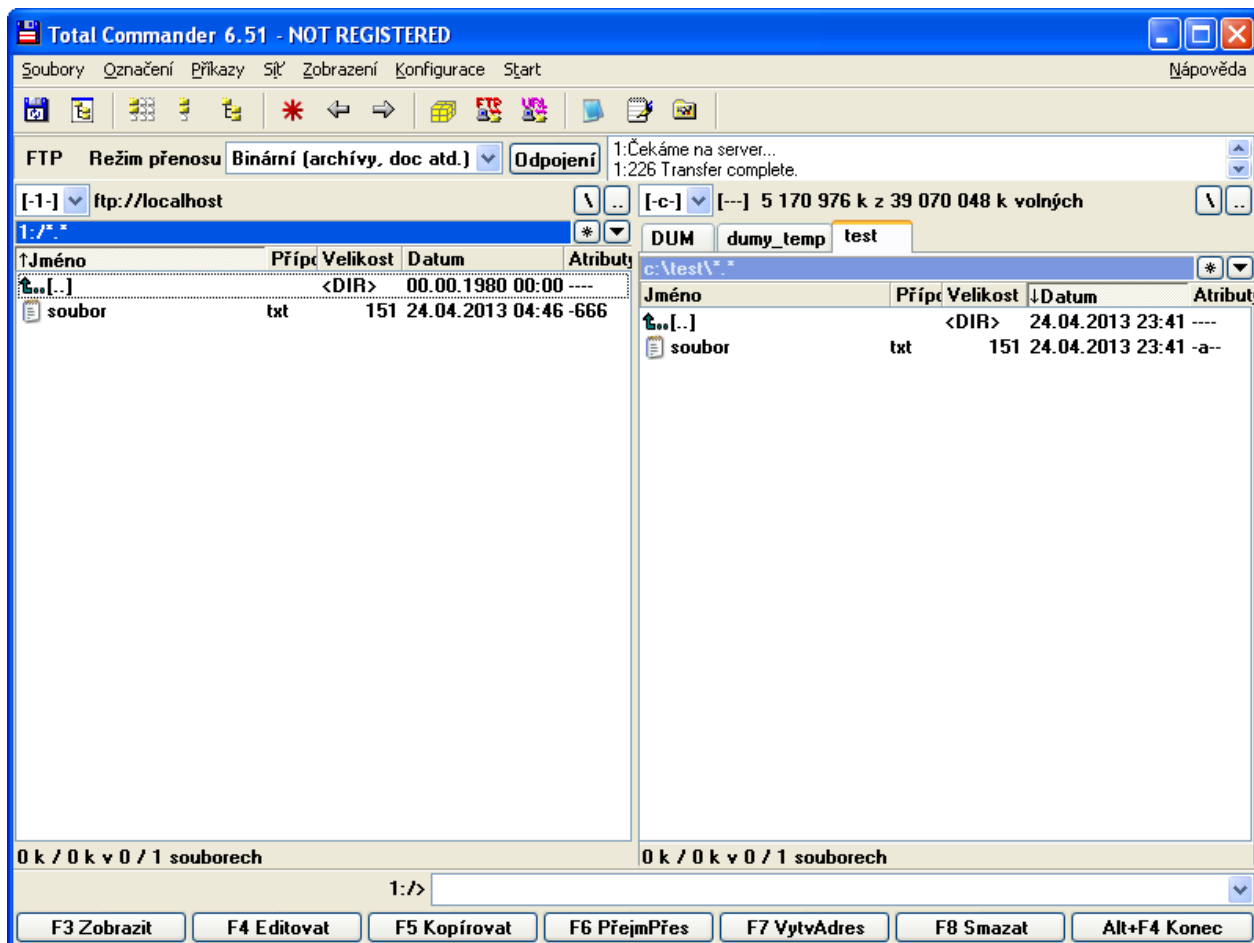 Total Commander 6.51 - NOT REGISTERED
Soubory Označení Příkazy Síť Zobrazení Konfigurace Start Nápověda
FTP Režim přenosu Binární (archívy, doc atd.) Odpojení
1:Čekáme na server...
1:226 Transfer complete.
[-1-] ftp://localhost \ ..
[-c-] [---] 5 170 976 k z 39 070 048 k volných \ ..
1:/*.* *
DUM dumy_temp test
c:\test\*.* *
↑Jméno Přípo Velikost Datum Atributy
[..] <DIR> 00.00.1980 00:00 ----
soubor txt 151 24.04.2013 04:46 -666
Jméno Přípo Velikost ↓Datum Atribut
[..] <DIR> 24.04.2013 23:41 ----
soubor txt 151 24.04.2013 23:41 -a--
0 k / 0 k v 0 / 1 souborech
0 k / 0 k v 0 / 1 souborech
1:/>
F3 Zobrazit F4 Editovat F5 Kopírovat F6 PřejmPřes F7 VytvAdres F8 Smazat Alt+F4 Konec